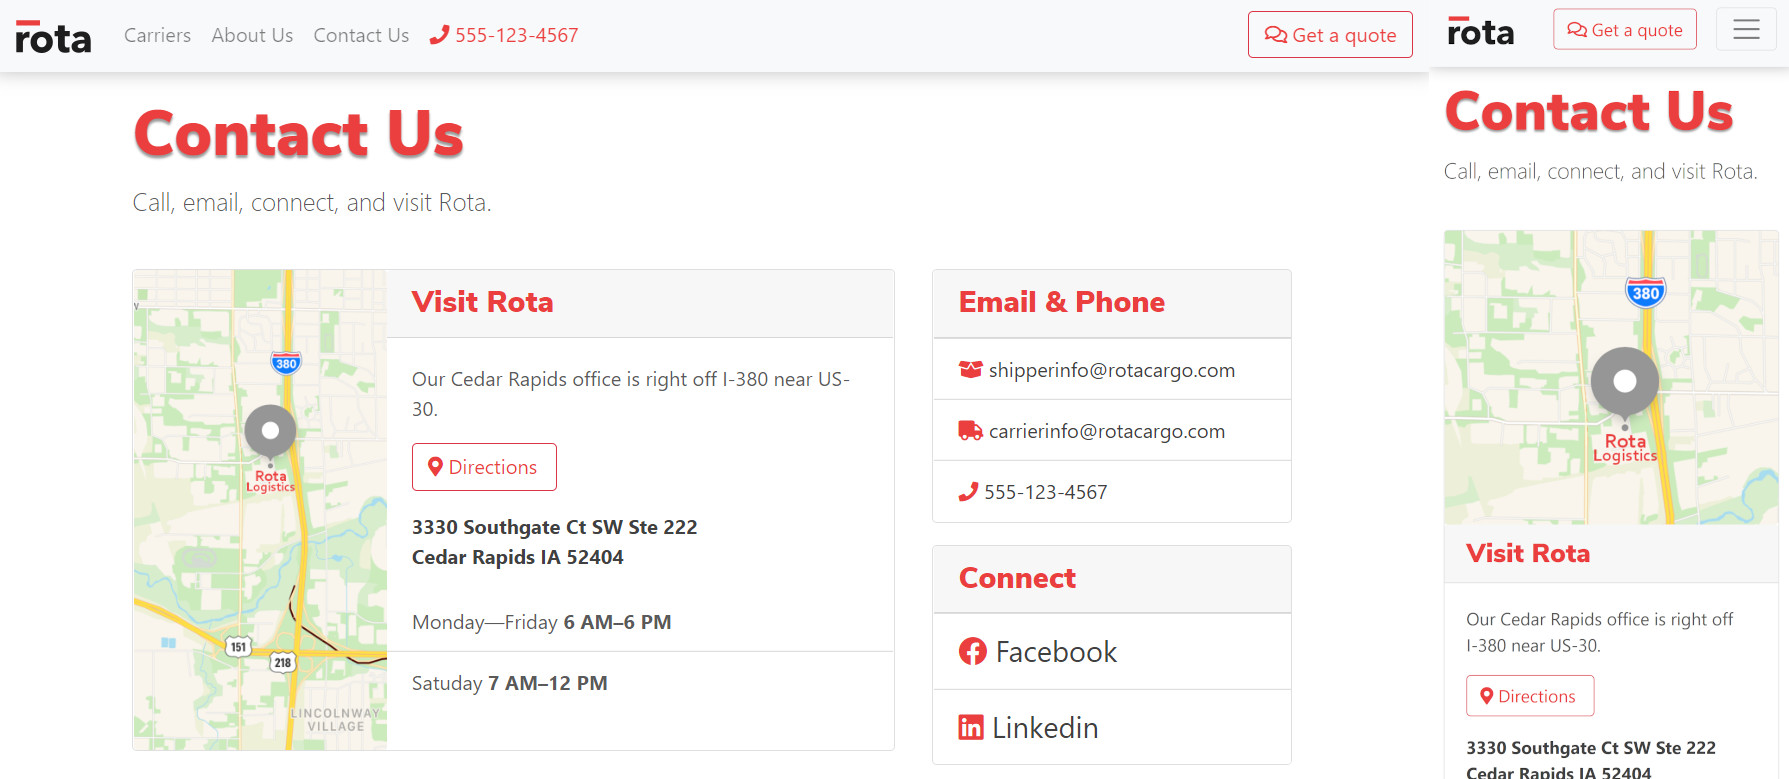 rota Carriers About Us Contact Us 555-123-4567 Get a quote
Contact Us
Call, email, connect, and visit Rota.
380
Rota
Logistics
151
218
LINCOLNWAY
VILLAGE
Visit Rota
Our Cedar Rapids office is right off I-380 near US-
30.
Directions
3330 Southgate Ct SW Ste 222
Cedar Rapids IA 52404
Monday—Friday 6 AM–6 PM
Satuday 7 AM–12 PM
Email & Phone
shipperinfo@rotacargo.com
carrierinfo@rotacargo.com
555-123-4567
Connect
Facebook
Linkedin
rota Get a quote
Contact Us
Call, email, connect, and visit Rota.
380
Rota
Logistics
Visit Rota
Our Cedar Rapids office is right off
I-380 near US-30.
Directions
3330 Southgate Ct SW Ste 222
Cedar Rapids IA 52404